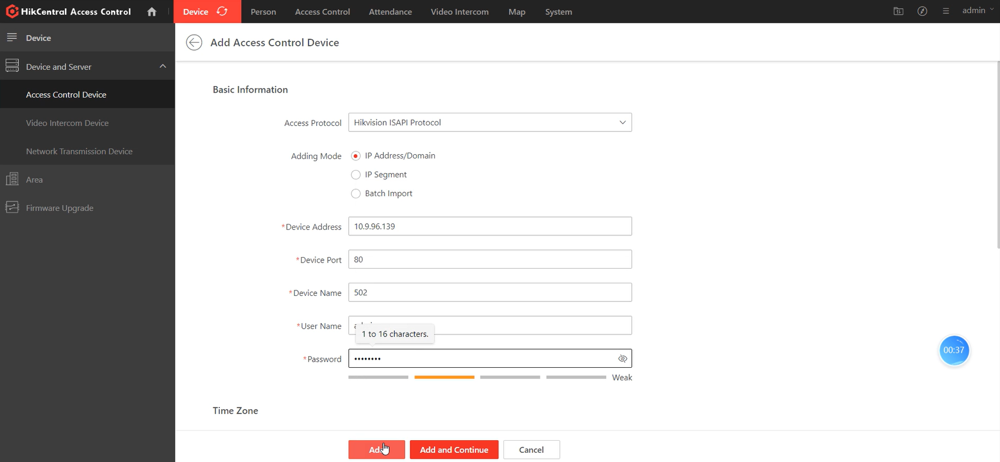 HikCentral Access Control
Device
Person
Access Control
Attendance
Video Intercom
Map
System
admin
Device
Device and Server
Access Control Device
Video Intercom Device
Network Transmission Device
Area
Firmware Upgrade
Add Access Control Device
Basic Information
Access Protocol
Hikvision ISAPI Protocol
Adding Mode
IP Address/Domain
IP Segment
Batch Import
*Device Address
10.9.96.139
*Device Port
80
*Device Name
502
*User Name
1 to 16 characters.
*Password
••••••••
Weak
00:37
Time Zone
Add and Continue
Cancel